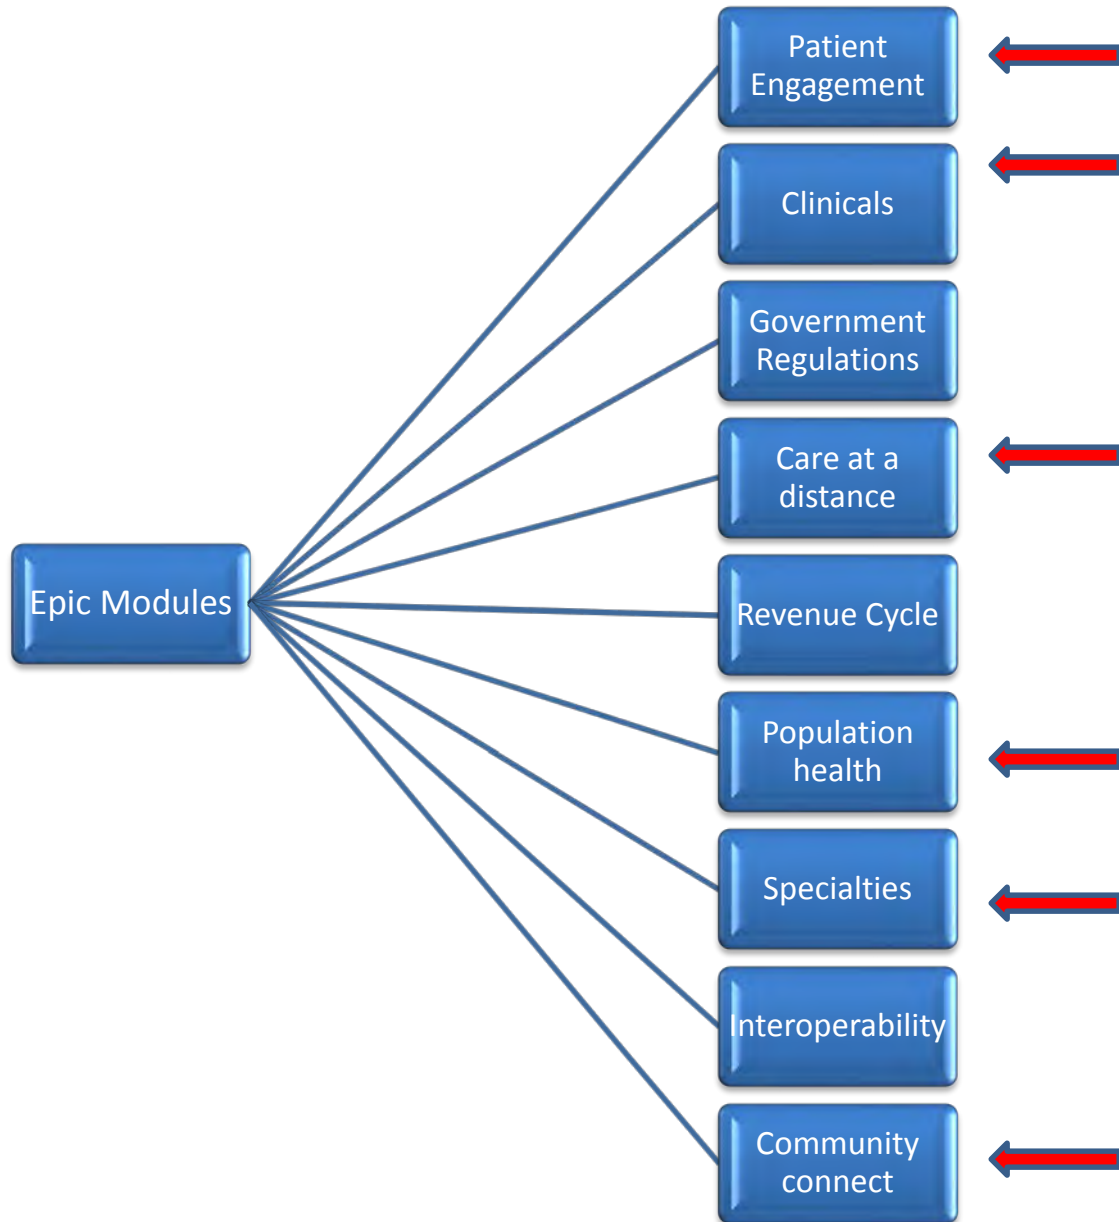 Patient
Engagement
Clinicals
Government
Regulations
Care at a
distance
Epic Modules
Revenue Cycle
Population
health
Specialties
Interoperability
Community
connect